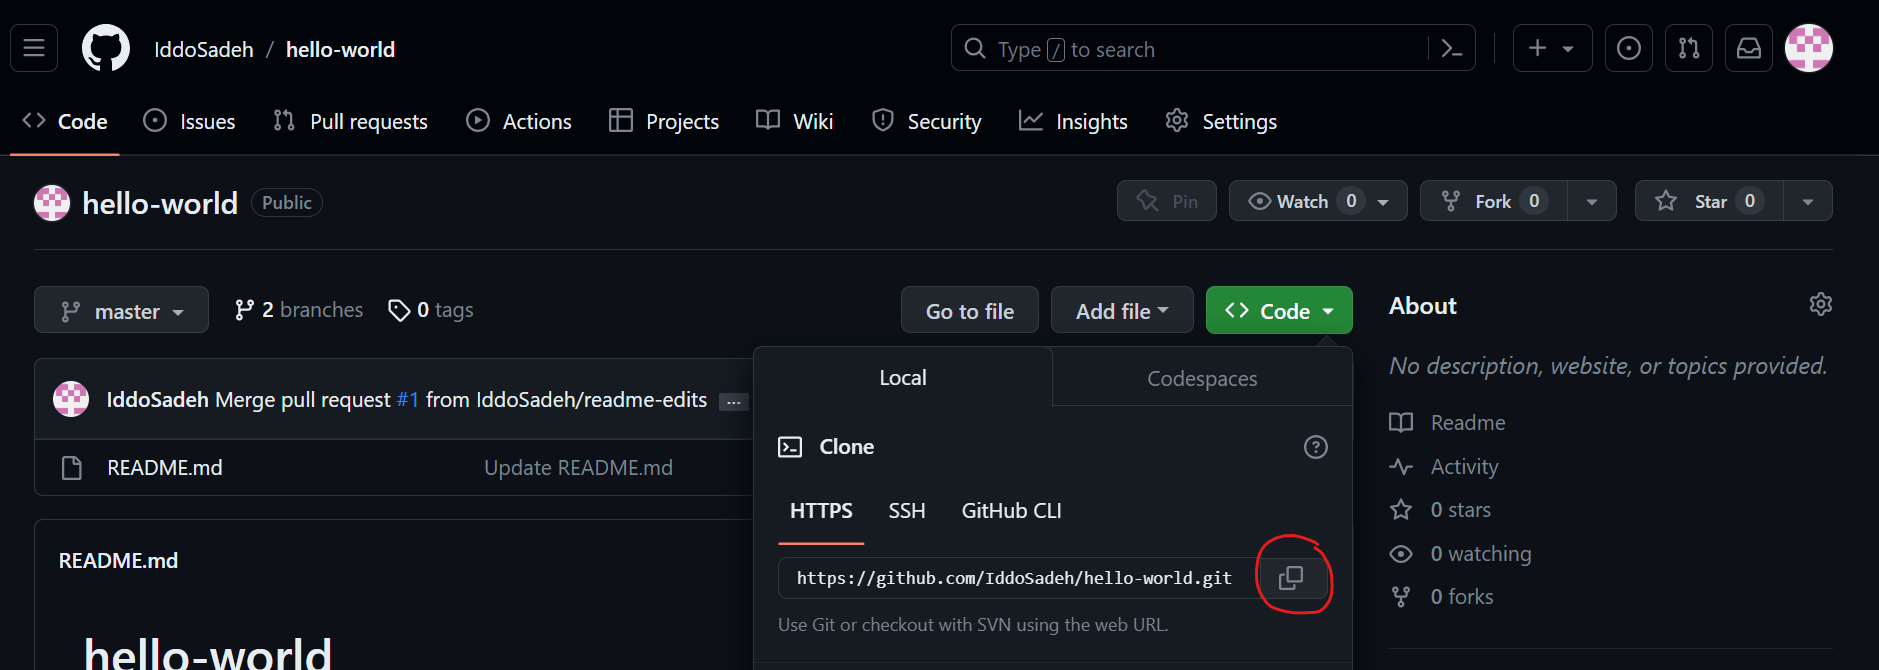 IddoSadeh / hello-world
Type / to search
Code
Issues
Pull requests
Actions
Projects
Wiki
Security
Insights
Settings
hello-world Public
Pin
Watch 0
Fork 0
Star 0
master
2 branches
0 tags
Go to file
Add file
Code
IddoSadeh Merge pull request #1 from IddoSadeh/readme-edits ...
README.md Update README.md
README.md
hello-world
Local
Codespaces
Clone
HTTPS
SSH
GitHub CLI
https://github.com/IddoSadeh/hello-world.git
Use Git or checkout with SVN using the web URL.
About
No description, website, or topics provided.
Readme
Activity
0 stars
0 watching
0 forks